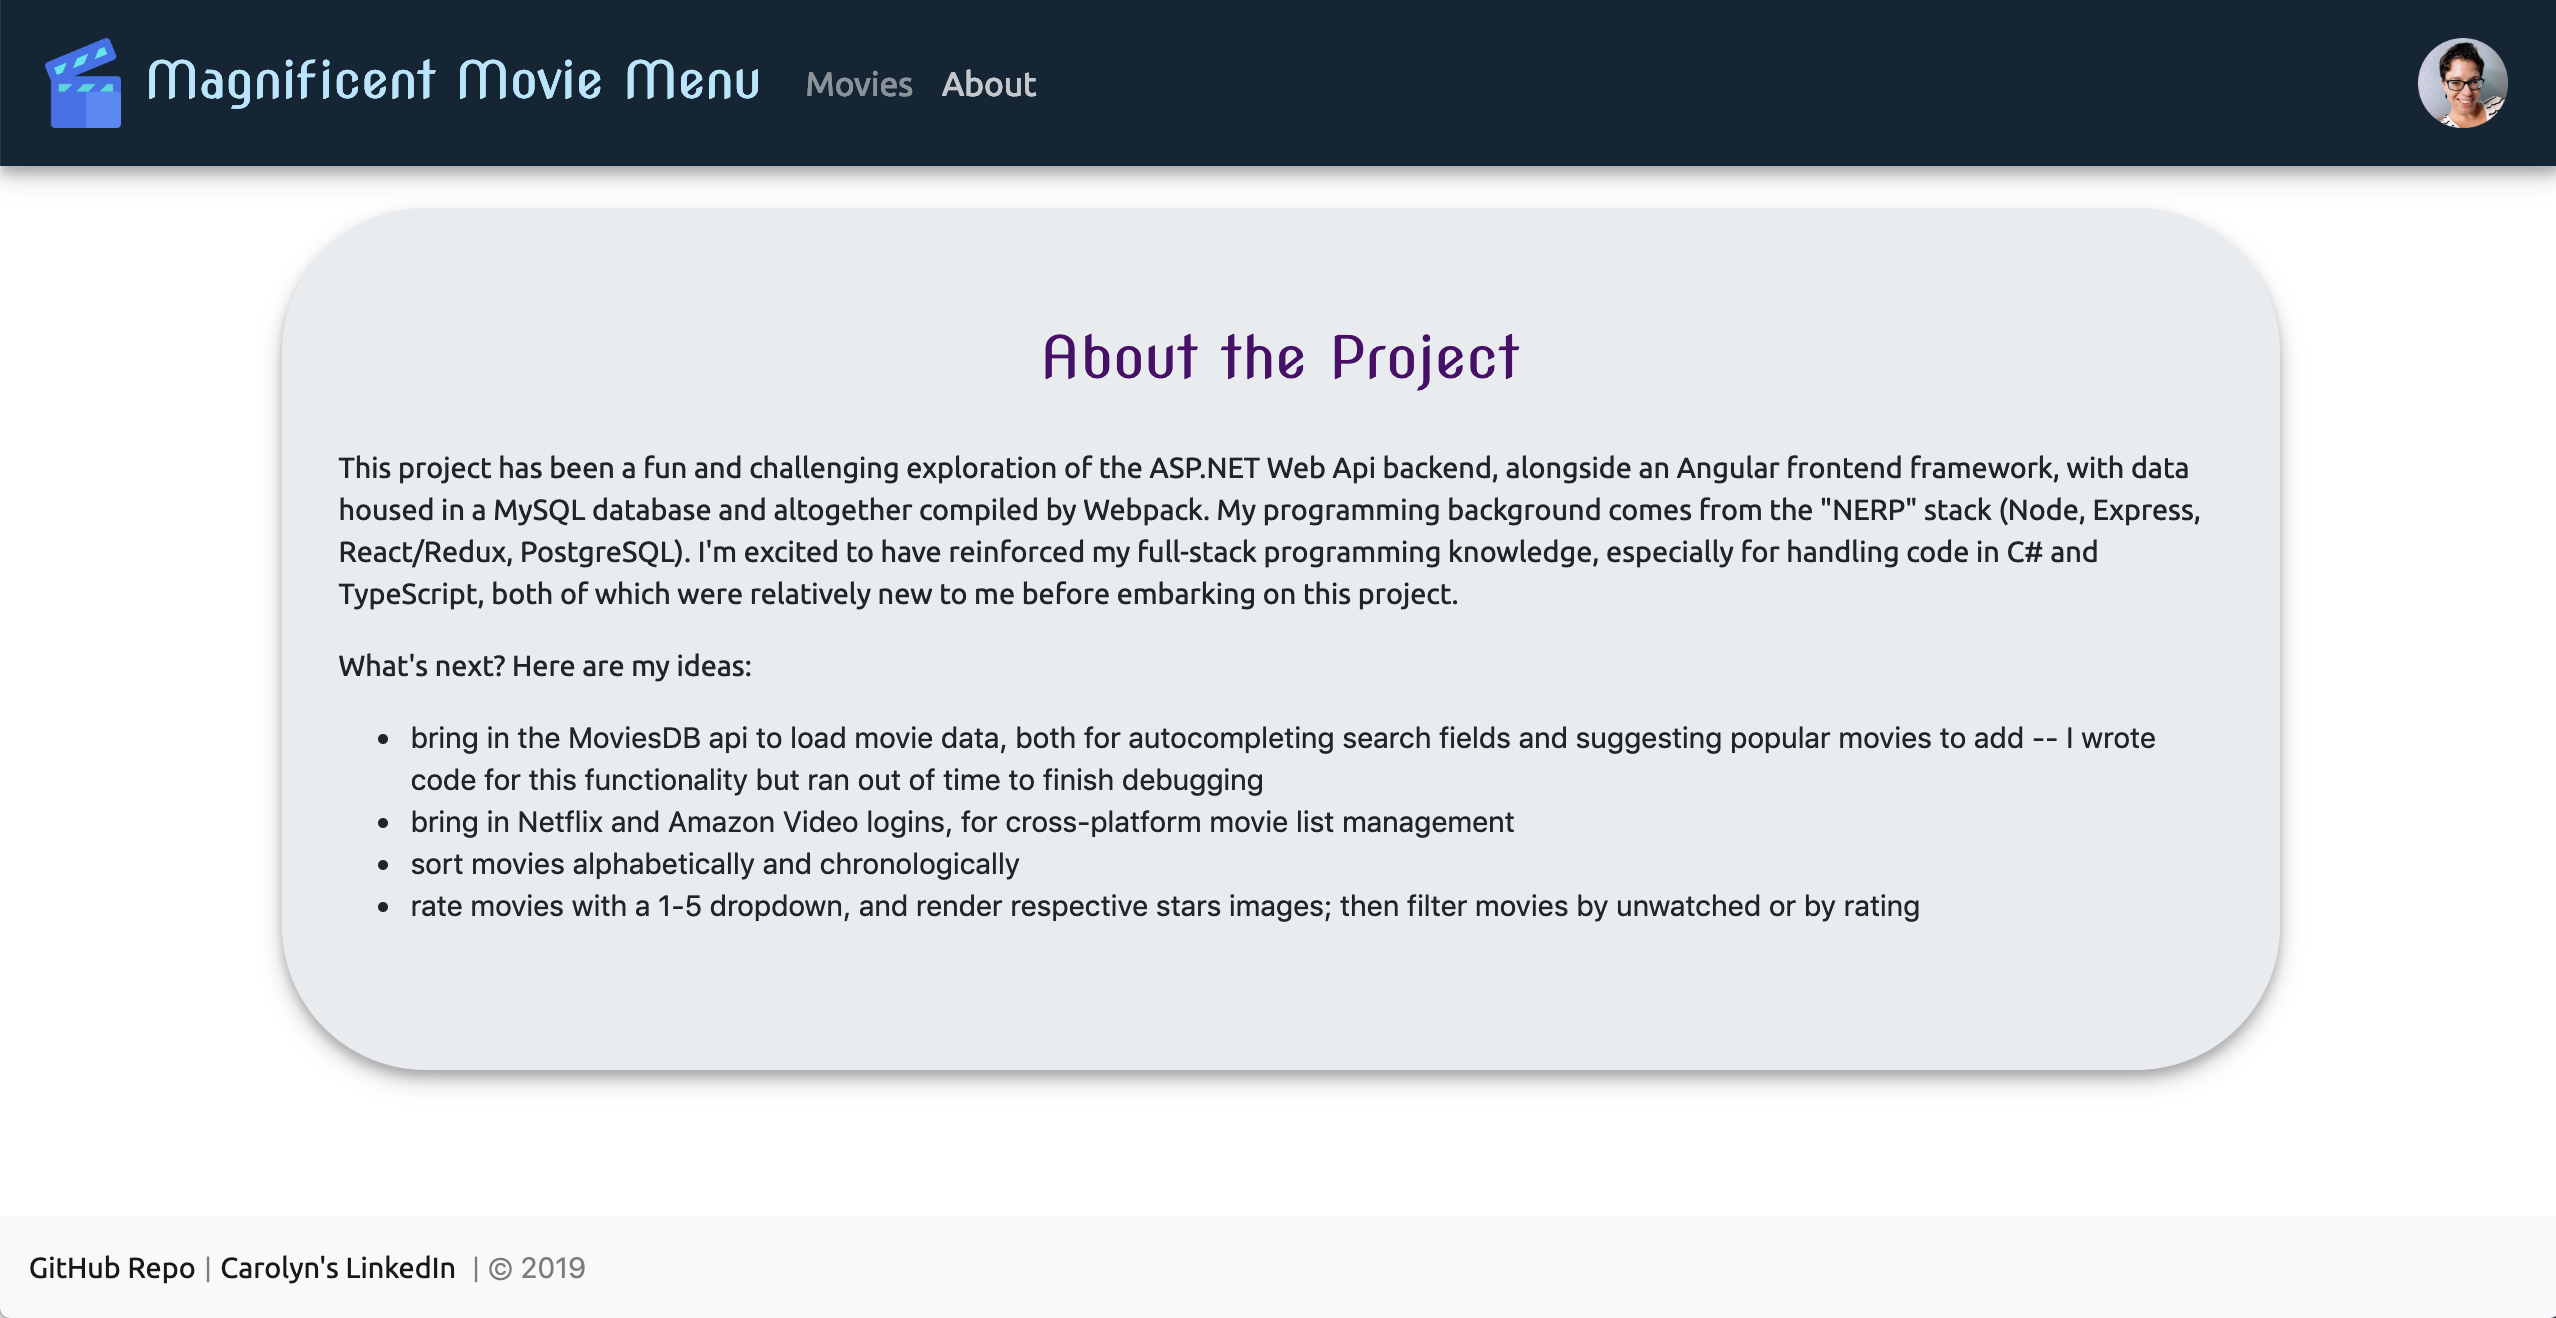 Magnificent Movie Menu Movies About
About the Project
This project has been a fun and challenging exploration of the ASP.NET Web Api backend, alongside an Angular frontend framework, with data
housed in a MySQL database and altogether compiled by Webpack. My programming background comes from the "NERP" stack (Node, Express,
React/Redux, PostgreSQL). I'm excited to have reinforced my full-stack programming knowledge, especially for handling code in C# and
TypeScript, both of which were relatively new to me before embarking on this project.
What's next? Here are my ideas:
• bring in the MoviesDB api to load movie data, both for autocompleting search fields and suggesting popular movies to add -- I wrote
code for this functionality but ran out of time to finish debugging
• bring in Netflix and Amazon Video logins, for cross-platform movie list management
• sort movies alphabetically and chronologically
• rate movies with a 1-5 dropdown, and render respective stars images; then filter movies by unwatched or by rating
GitHub Repo | Carolyn's LinkedIn | © 2019